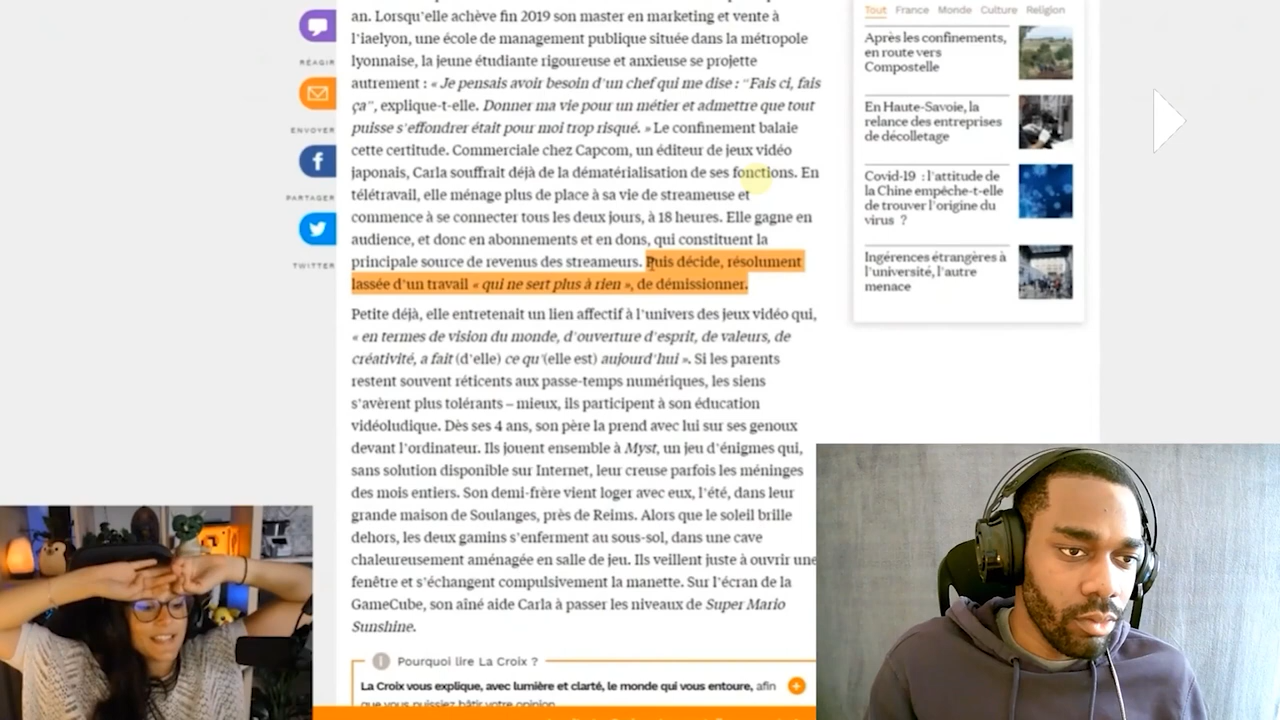 RÉAGIR
ENVOYER
PARTAGER
TWITTER
an. Lorsqu'elle achève fin 2019 son master en marketing et vente à
l'iaelyon, une école de management publique située dans la métropole
lyonnaise, la jeune étudiante rigoureuse et anxieuse se projette
autrement : « Je pensais avoir besoin d'un chef qui me dise : “Fais ci, fais
ça”, explique-t-elle. Donner ma vie pour un métier et admettre que tout
puisse s'effondrer était pour moi trop risqué. » Le confinement balaie
cette certitude. Commerciale chez Capcom, un éditeur de jeux vidéo
japonais, Carla souffrait déjà de la dématérialisation de ses fonctions. En
télétravail, elle ménage plus de place à sa vie de streameuse et
commence à se connecter tous les deux jours, à 18 heures. Elle gagne en
audience, et donc en abonnements et en dons, qui constituent la
principale source de revenus des streameurs. Puis décide, résolument
lassée d'un travail « qui ne sert plus à rien », de démissionner.
Petite déjà, elle entretenait un lien affectif à l'univers des jeux vidéo qui,
« en termes de vision du monde, d'ouverture d'esprit, de valeurs, de
créativité, a fait (d'elle) ce qu'(elle est) aujourd'hui ». Si les parents
restent souvent réticents aux passe-temps numériques, les siens
s'avèrent plus tolérants – mieux, ils participent à son éducation
vidéoludique. Dès ses 4 ans, son père la prend avec lui sur ses genoux
devant l'ordinateur. Ils jouent ensemble à Myst, un jeu d'énigmes qui,
sans solution disponible sur Internet, leur creuse parfois les méninges
des mois entiers. Son demi-frère vient loger avec eux, l'été, dans leur
grande maison de Soulanges, près de Reims. Alors que le soleil brille
dehors, les deux gamins s'enferment au sous-sol, dans une cave
chaleureusement aménagée en salle de jeu. Ils veillent juste à ouvrir une
fenêtre et s'échangent compulsivement la manette. Sur l'écran de la
GameCube, son aîné aide Carla à passer les niveaux de Super Mario
Sunshine.
Pourquoi lire La Croix ?
La Croix vous explique, avec lumière et clarté, le monde qui vous entoure, afin
que vous puissiez bâtir votre opinion
Tout France Monde Culture Religion
Après les confinements,
en route vers
Compostelle
En Haute-Savoie, la
relance des entreprises
de décolletage
Covid-19 : l'attitude de
la Chine empêche-t-elle
de trouver l'origine du
virus ?
Ingérences étrangères à
l'université, l'autre
menace